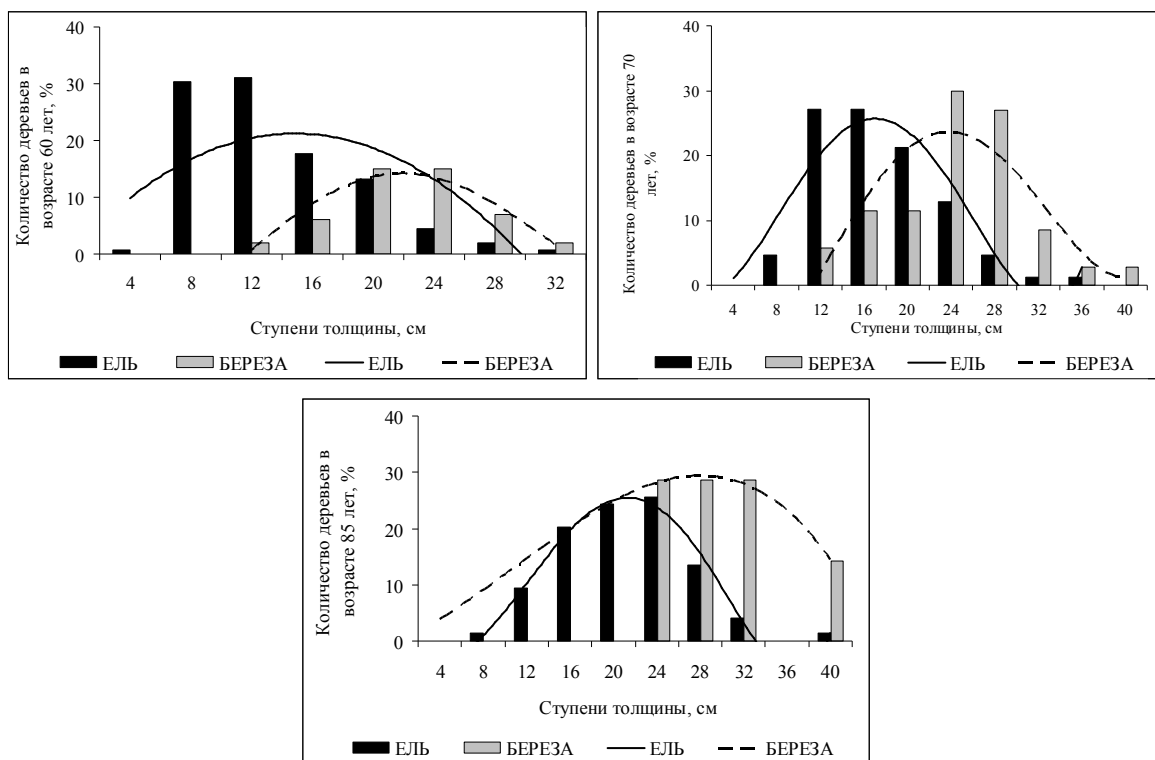 40
30
20
10
0
Количество деревьев в
возрасте 60 лет, %
4 8 12 16 20 24 28 32
Ступени толщины, см
ЕЛЬ БЕРЕЗА ЕЛЬ БЕРЕЗА
40
30
20
10
0
Количество деревьев в возрасте 70
лет, %
4 8 12 16 20 24 28 32 36 40
Ступени толщины, см
ЕЛЬ БЕРЕЗА ЕЛЬ БЕРЕЗА
40
30
20
10
0
Количество деревьев в
возрасте 85 лет, %
4 8 12 16 20 24 28 32 36 40
Ступени толщины, см
ЕЛЬ БЕРЕЗА ЕЛЬ БЕРЕЗА